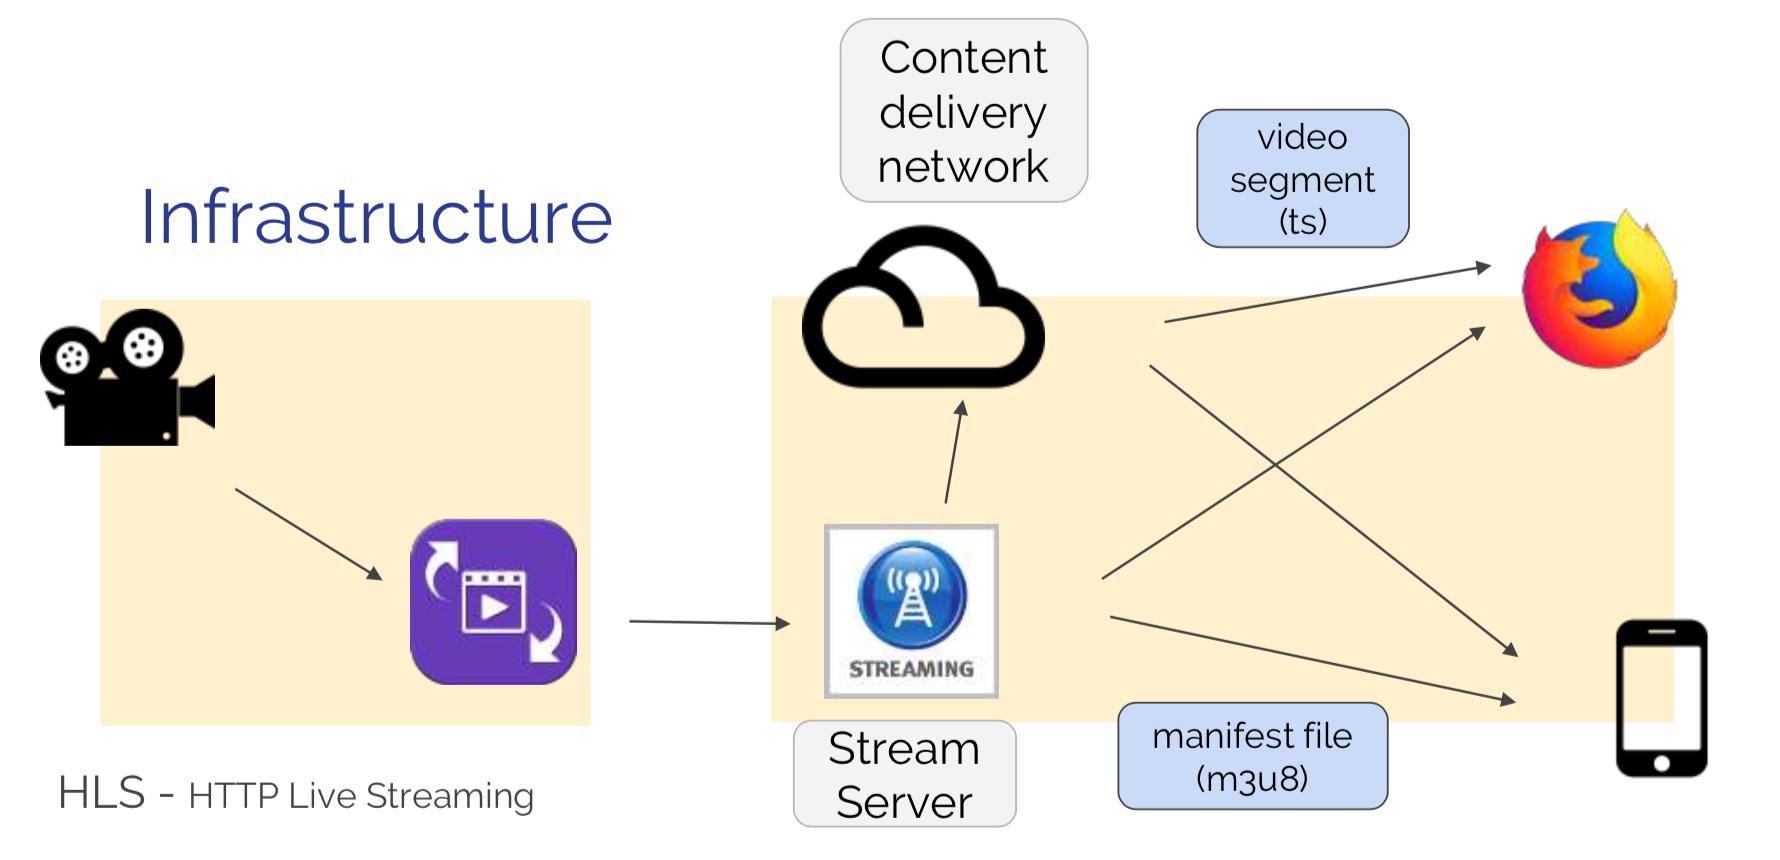 Content
delivery
network
video
segment
(ts)
Infrastructure
STREAMING
Stream
Server
manifest file
(m3u8)
HLS - HTTP Live Streaming